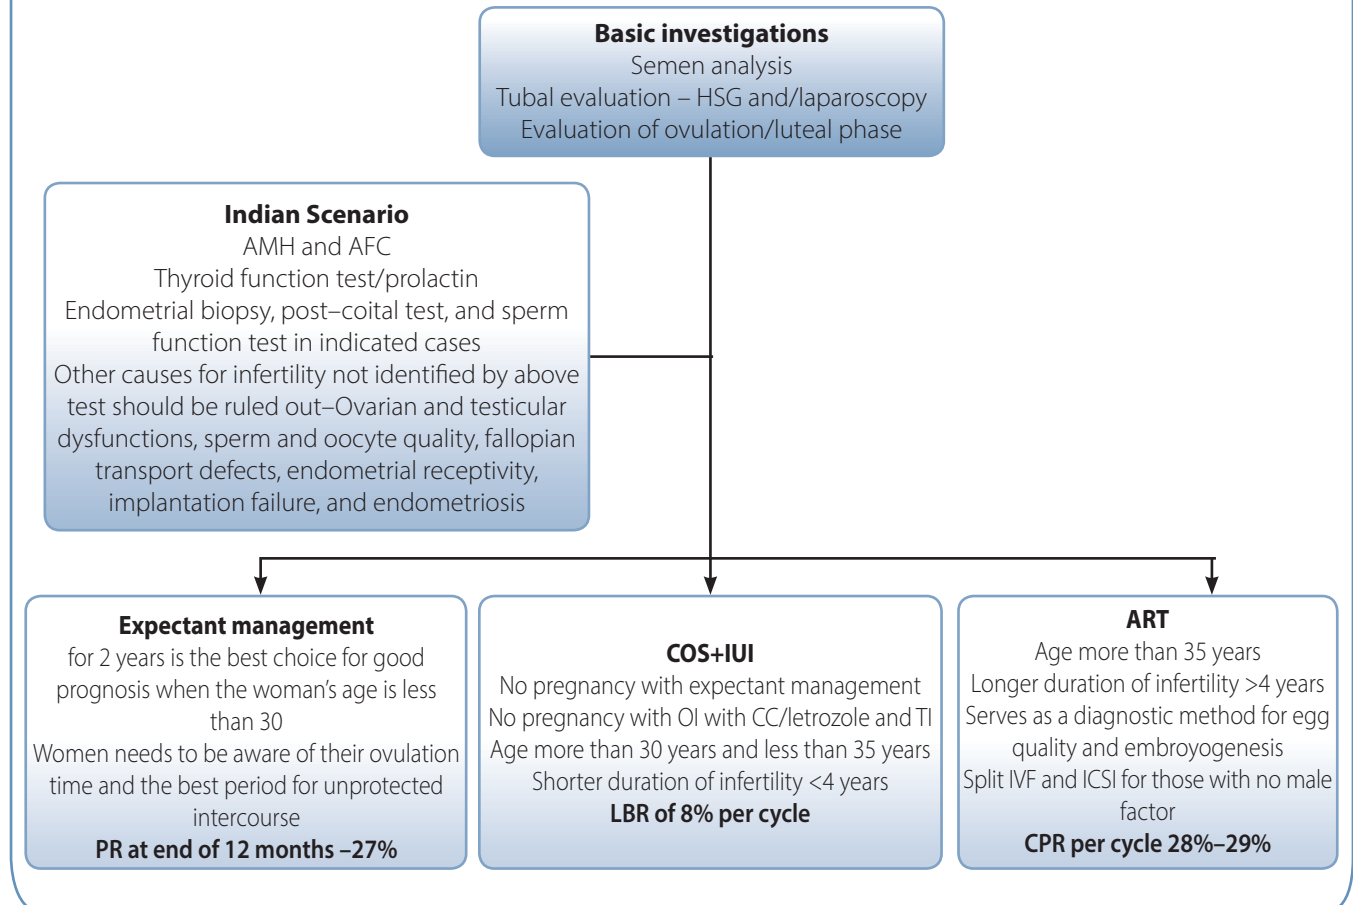 Basic investigations
Semen analysis
Tubal evaluation – HSG and/laparoscopy
Evaluation of ovulation/luteal phase
Indian Scenario
AMH and AFC
Thyroid function test/prolactin
Endometrial biopsy, post–coital test, and sperm
function test in indicated cases
Other causes for infertility not identified by above
test should be ruled out–Ovarian and testicular
dysfunctions, sperm and oocyte quality, fallopian
transport defects, endometrial receptivity,
implantation failure, and endometriosis
Expectant management
for 2 years is the best choice for good
prognosis when the woman's age is less
than 30
Women needs to be aware of their ovulation
time and the best period for unprotected
intercourse
PR at end of 12 months –27%
COS+IUI
No pregnancy with expectant management
No pregnancy with OI with CC/letrozole and TI
Age more than 30 years and less than 35 years
Shorter duration of infertility <4 years
LBR of 8% per cycle
ART
Age more than 35 years
Longer duration of infertility >4 years
Serves as a diagnostic method for egg
quality and embroyogenesis
Split IVF and ICSI for those with no male
factor
CPR per cycle 28%–29%